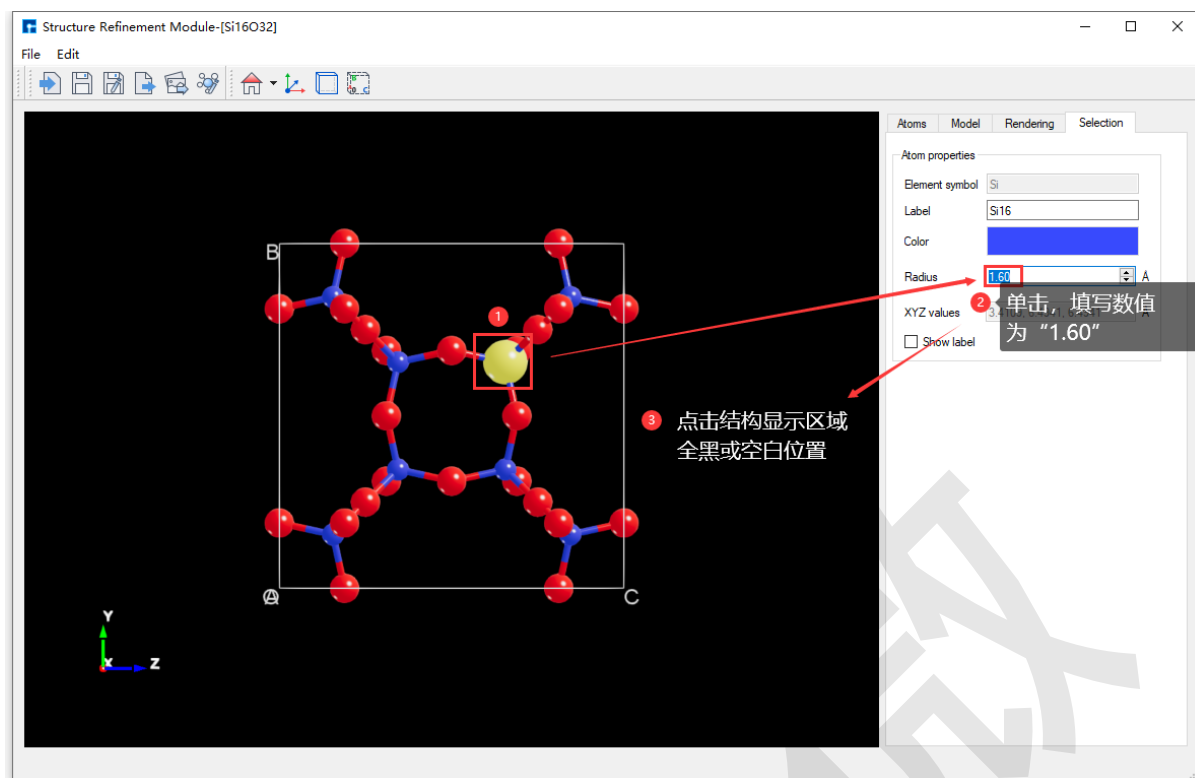 Structure Refinement Module-[Si16O32]
File Edit
Atoms Model Rendering Selection
Atom properties
Element symbol Si
Label Si16
Color
Radius 1.60 Å
XYZ values
Show label
1
2 单击，填写数值
为“1.60”
3 点击结构显示区域
全黑或空白位置
B
A
C
Y
X
Z